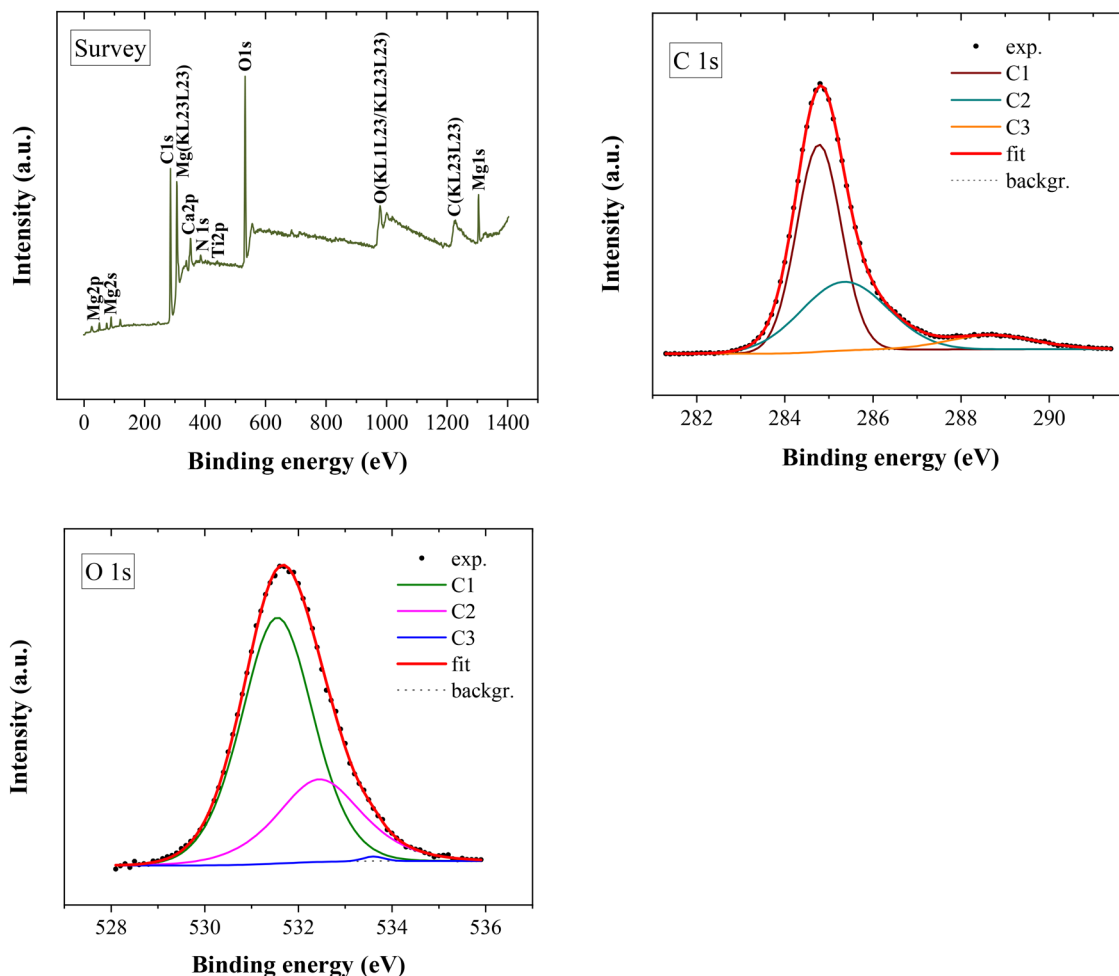 Survey
Mg2p
Mg2s
C1s
Mg(KL23L23)
Ca2p
N1s
Ti2p
O1s
O(KL1L23/KL23L23)
C(KL23L23)
Mg1s
Intensity (a.u.)
0 200 400 600 800 1000 1200 1400
Binding energy (eV)
C 1s
exp.
C1
C2
C3
fit
backgr.
Intensity (a.u.)
282 284 286 288 290
Binding energy (eV)
O 1s
exp.
C1
C2
C3
fit
backgr.
Intensity (a.u.)
528 530 532 534 536
Binding energy (eV)